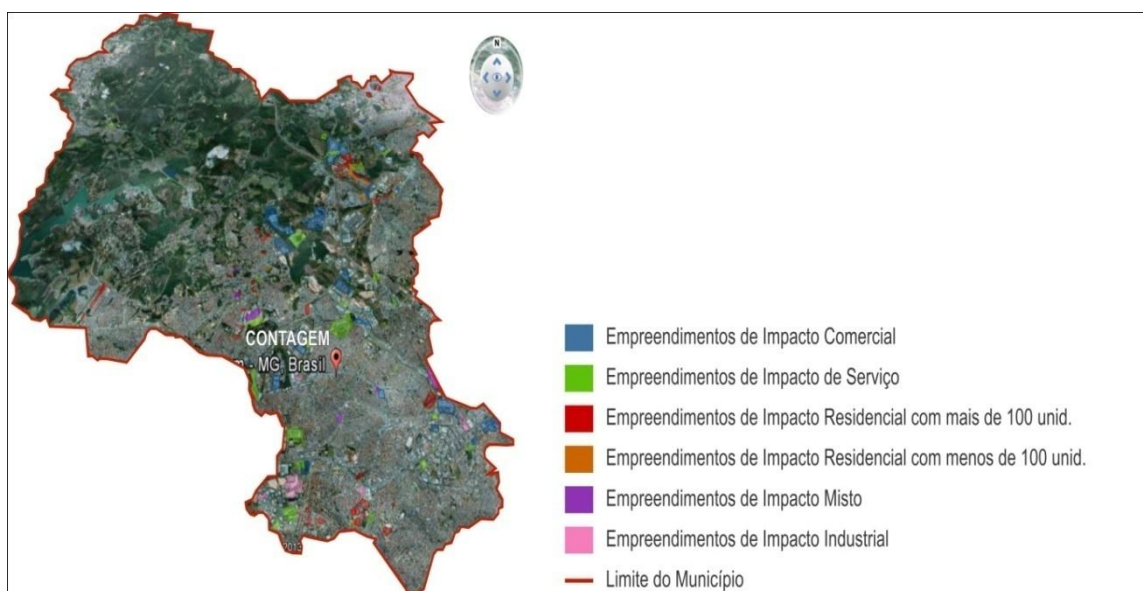 N
CONTAGEM
m - MG, Brasil
2013
Empreendimentos de Impacto Comercial
Empreendimentos de Impacto de Serviço
Empreendimentos de Impacto Residencial com mais de 100 unid.
Empreendimentos de Impacto Residencial com menos de 100 unid.
Empreendimentos de Impacto Misto
Empreendimentos de Impacto Industrial
Limite do Município